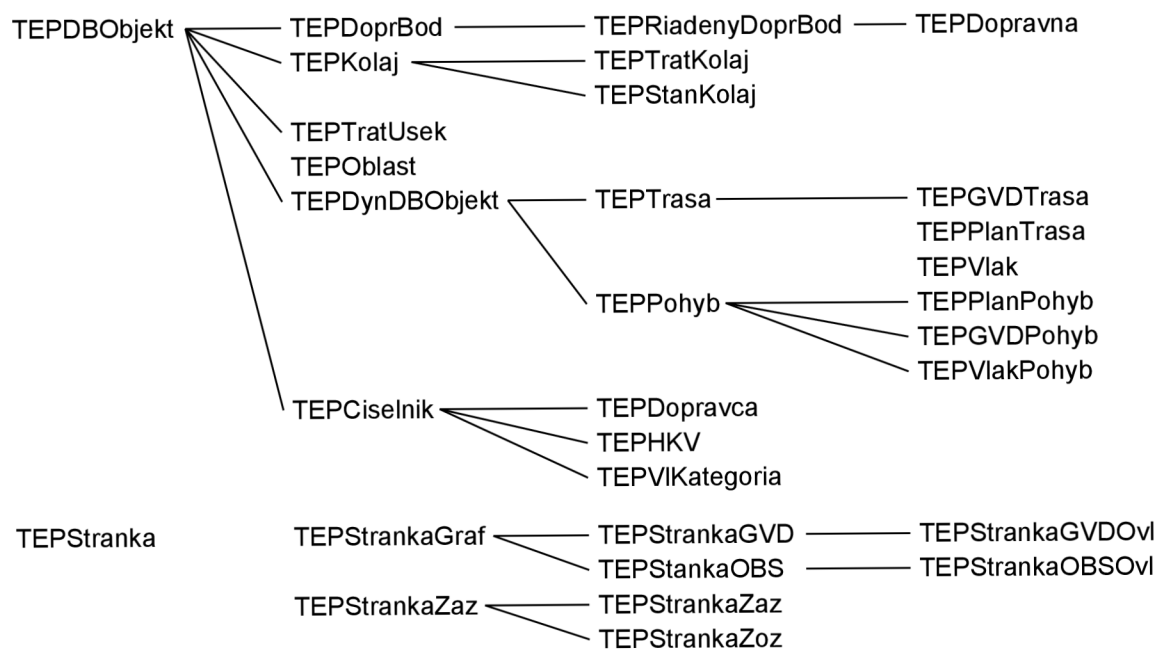 TEPDBObjekt TEPDoprBod TEPRiadenyDoprBod TEPDopravna
TEPKolaj TEPTratKolaj
TEPStanKolaj
TEPTratUsek
TEPOblast
TEPDynDBObjekt TEPTrasa TEPGVDTrasa
TEPPlanTrasa
TEPVlak
TEPPohyb TEPPlanPohyb
TEPGVDPohyb
TEPVlakPohyb
TEPCiselnik TEPDopravca
TEPHKV
TEPVlKategoria
TEPStranka TEPStrankaGraf TEPStrankaGVD TEPStrankaGVDOvl
TEPStankaOBS TEPStrankaOBSOvl
TEPStrankaZaz TEPStrankaZaz
TEPStrankaZoz